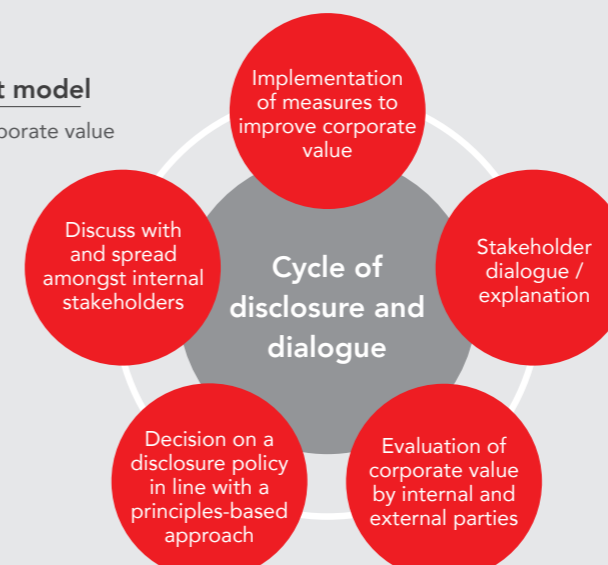 t model
porate value
Implementation
of measures to
improve corporate
value
Discuss with
and spread
amongst internal
stakeholders
Cycle of
disclosure and
dialogue
Stakeholder
dialogue /
explanation
Decision on a
disclosure policy
in line with a
principles-based
approach
Evaluation of
corporate value
by internal and
external parties